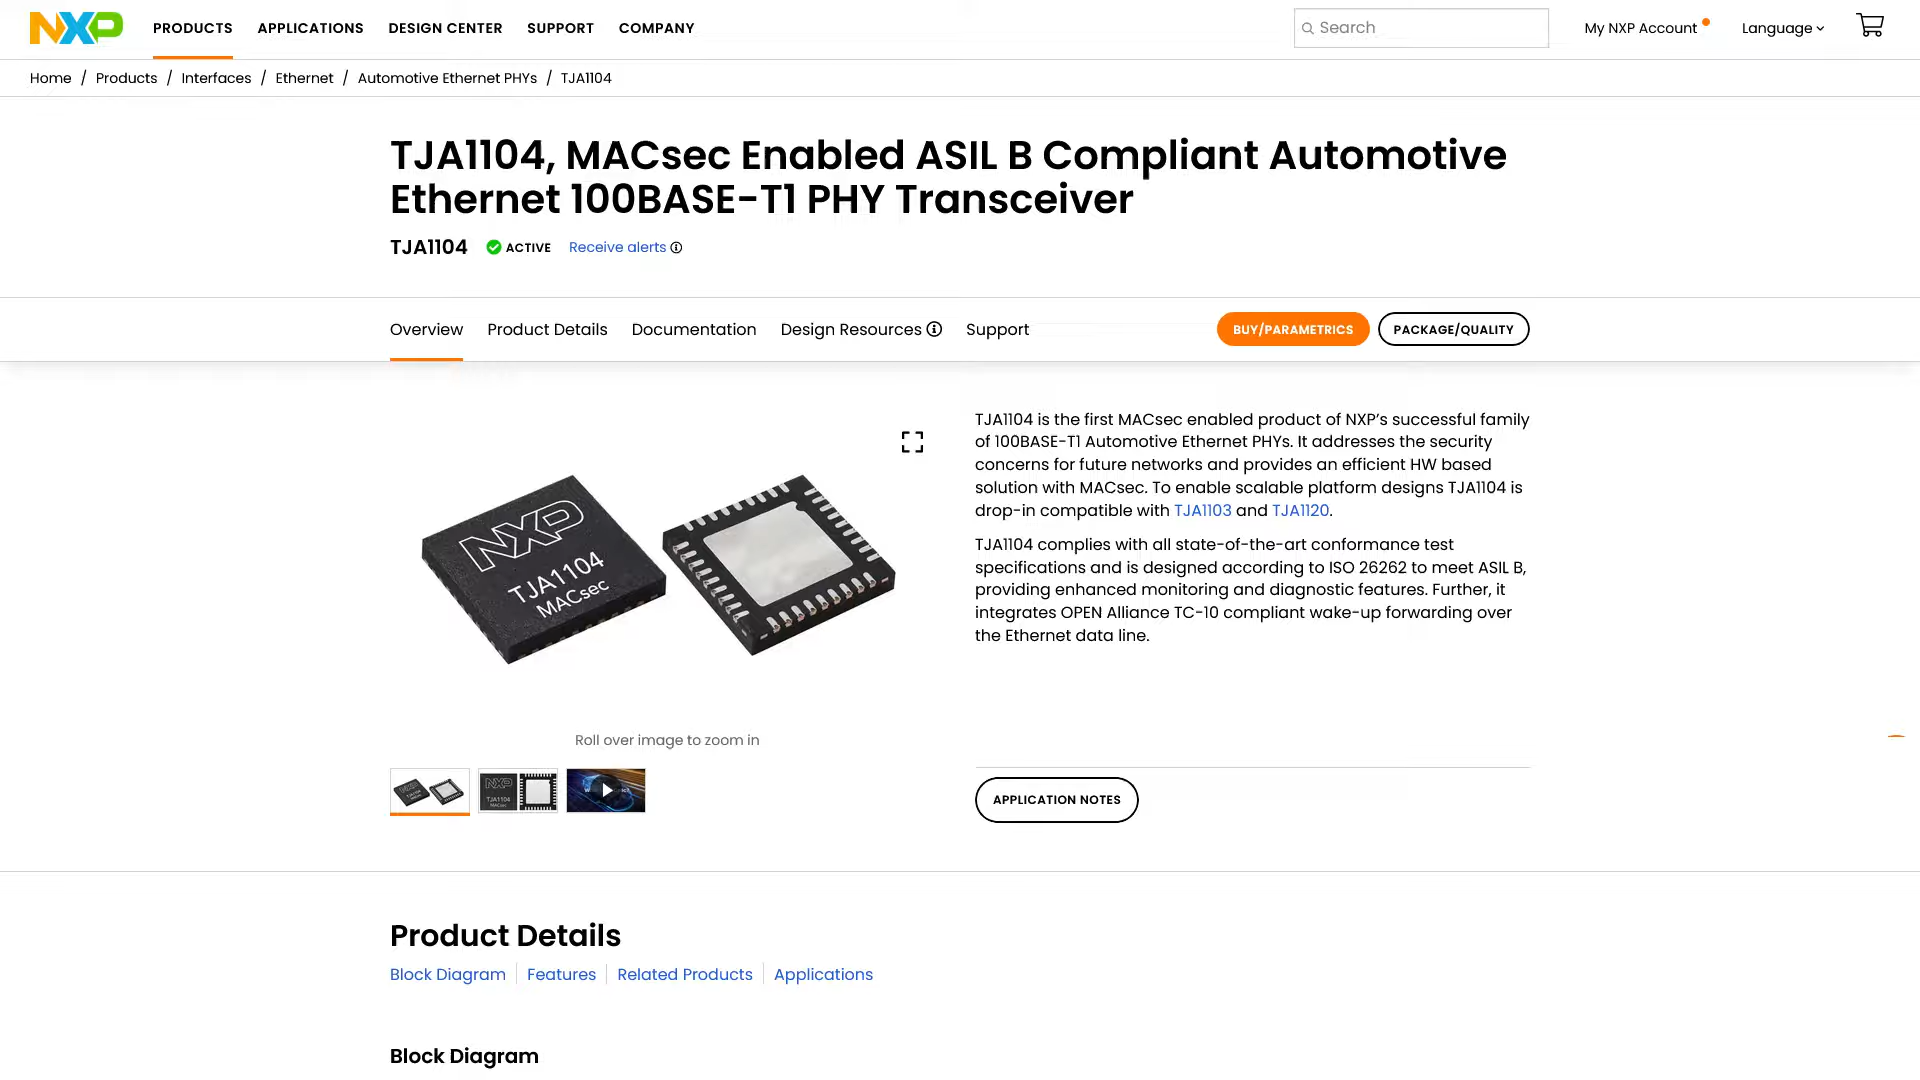 NXP
PRODUCTS
APPLICATIONS
DESIGN CENTER
SUPPORT
COMPANY
Search
My NXP Account
Language
Home / Products / Interfaces / Ethernet / Automotive Ethernet PHYs / TJA1104
TJA1104, MACsec Enabled ASIL B Compliant Automotive
Ethernet 100BASE-T1 PHY Transceiver
TJA1104
ACTIVE
Receive alerts
Overview
Product Details
Documentation
Design Resources
Support
BUY/PARAMETRICS
PACKAGE/QUALITY
NXP
TJA1104
MACsec
Roll over image to zoom in
NXP
TJA1104
MACsec
TJA1104 is the first MACsec enabled product of NXP’s successful family
of 100BASE-T1 Automotive Ethernet PHYs. It addresses the security
concerns for future networks and provides an efficient HW based
solution with MACsec. To enable scalable platform designs TJA1104 is
drop-in compatible with TJA1103 and TJA1120.
TJA1104 complies with all state-of-the-art conformance test
specifications and is designed according to ISO 26262 to meet ASIL B,
providing enhanced monitoring and diagnostic features. Further, it
integrates OPEN Alliance TC-10 compliant wake-up forwarding over
the Ethernet data line.
APPLICATION NOTES
Product Details
Block Diagram
Features
Related Products
Applications
Block Diagram